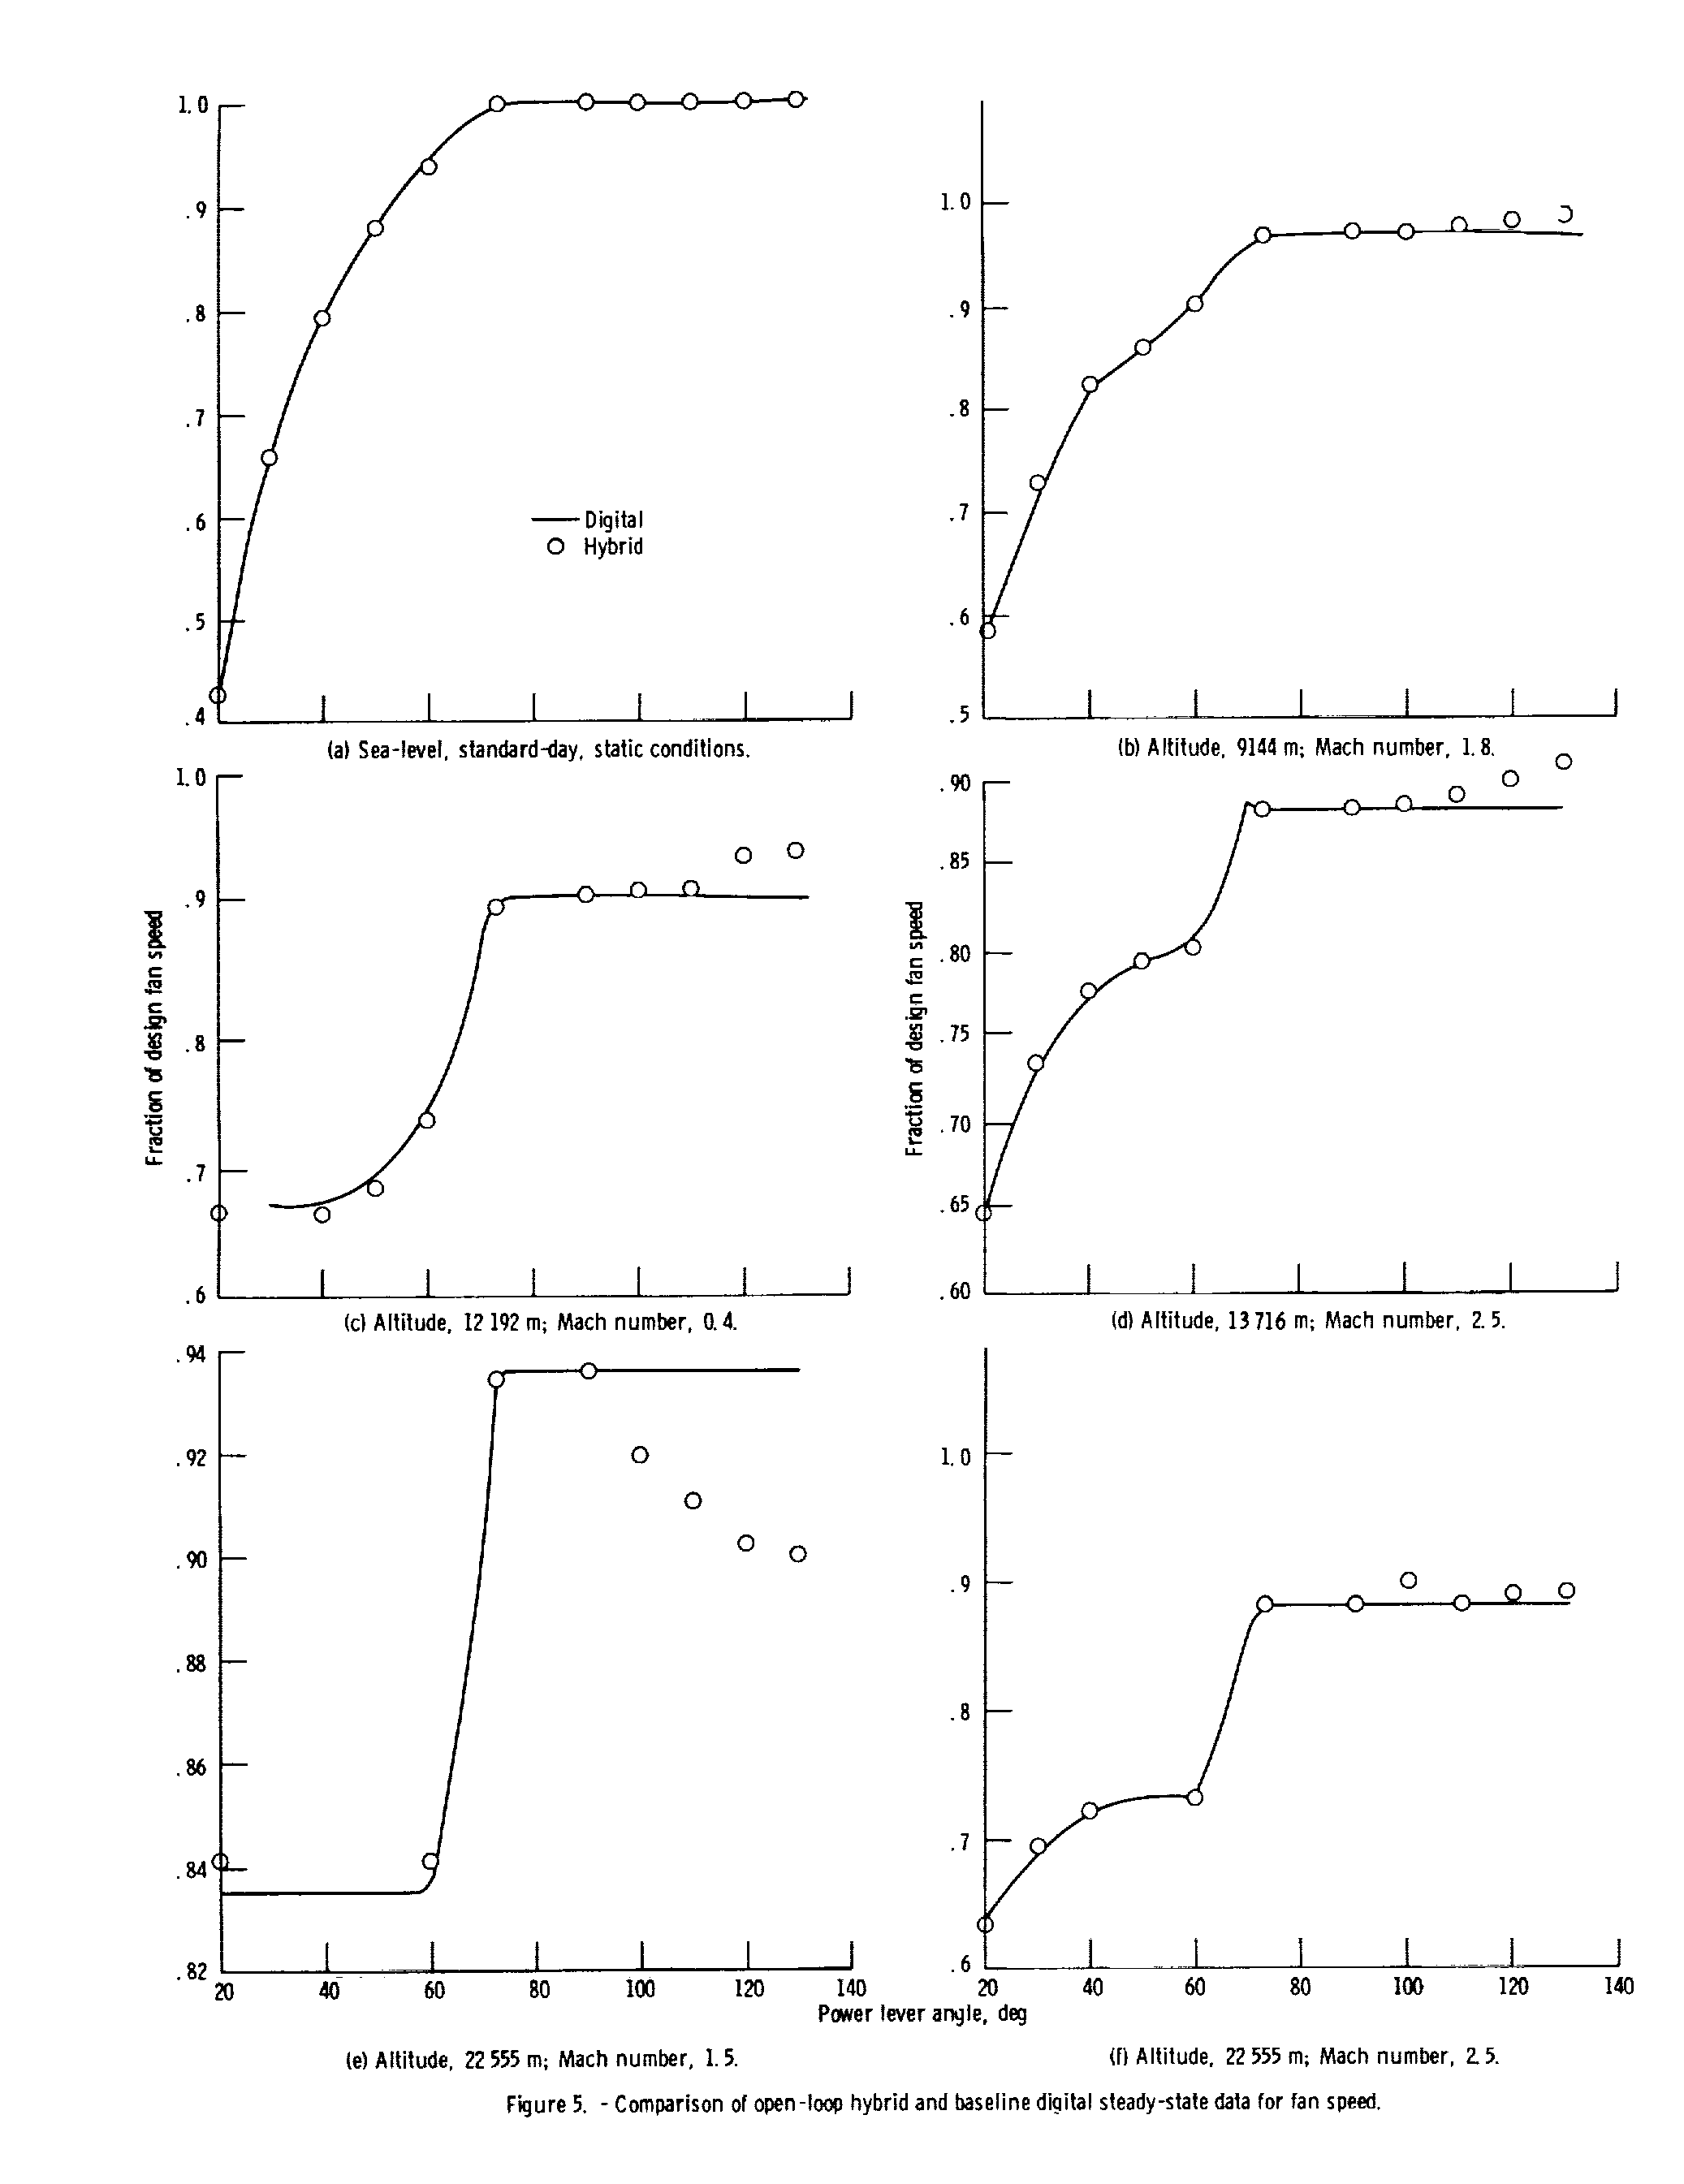 1.0
.9
.8
.7
.6
.5
.4
Digital
Hybrid
(a) Sea-level, standard-day, static conditions.
1.0
.9
.8
.7
.6
.5
(b) Altitude, 9144 m; Mach number, 1.8.
Fraction of design fan speed
1.0
.9
.8
.7
.6
(c) Altitude, 12 192 m; Mach number, 0.4.
Fraction of design fan speed
.90
.85
.80
.75
.70
.65
.60
(d) Altitude, 13 716 m; Mach number, 2.5.
.94
.92
.90
.88
.86
.84
.82
20 40 60 80 100 120 140
1.0
.9
.8
.7
.6
20 40 60 80 100 120 140
Power lever angle, deg
(e) Altitude, 22 555 m; Mach number, 1.5.
(f) Altitude, 22 555 m; Mach number, 2.5.
Figure 5. - Comparison of open-loop hybrid and baseline digital steady-state data for fan speed.